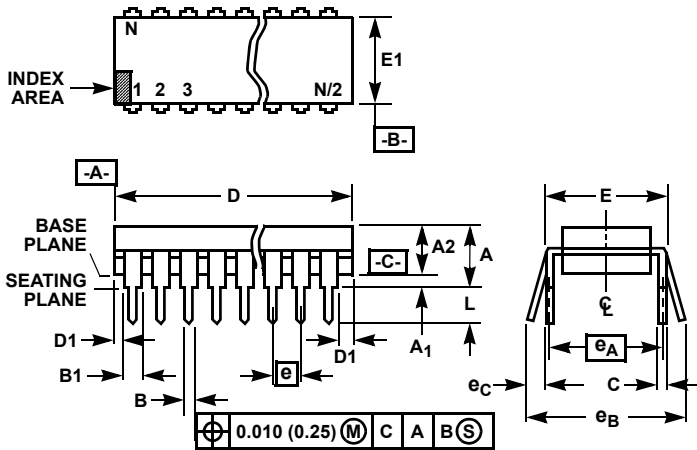 N
E1
INDEX
AREA
1 2 3 N/2
-B-
-A-
D
E
BASE
PLANE
A2
A
-C-
SEATING
PLANE
L
C
L
D1
A1
D1
eA
B1
e
eC
C
B
eB
0.010 (0.25) Ⓜ C A B Ⓢ